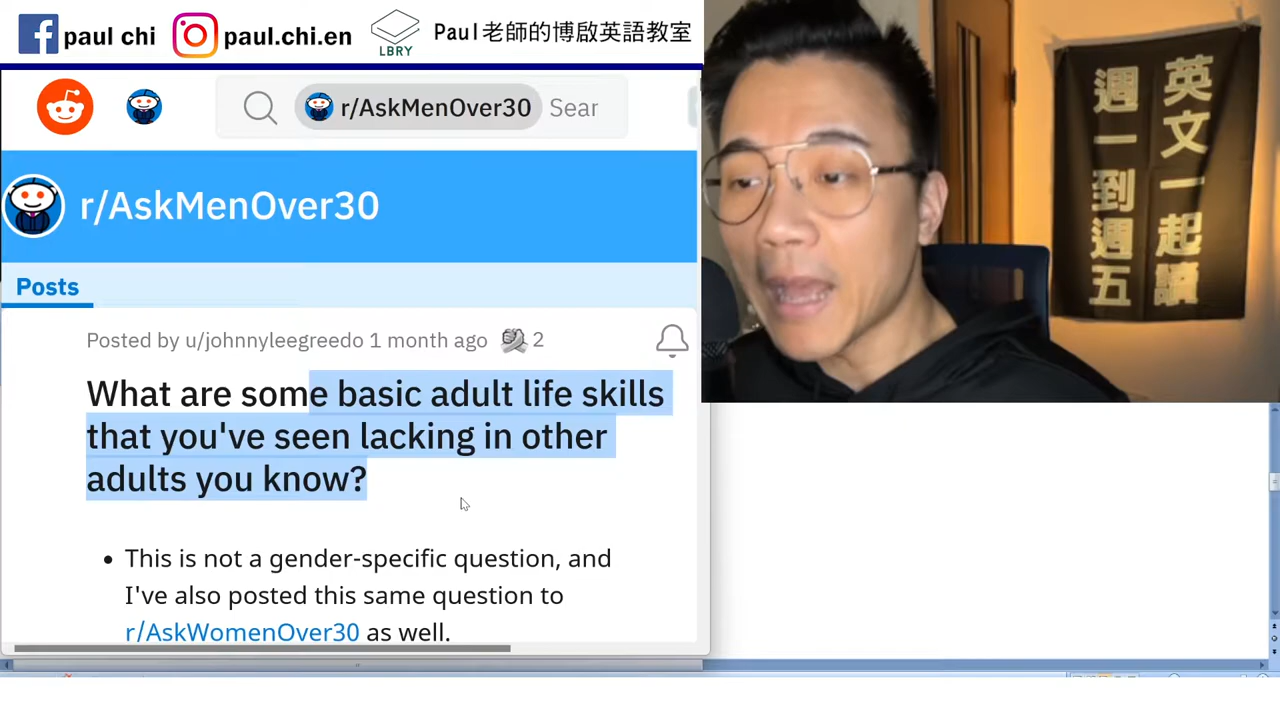 paul chi
paul.chi.en
LBRY
Paul老師的博啟英語教室
r/AskMenOver30 Sear
r/AskMenOver30
Posts
Posted by u/johnnyleegreedo 1 month ago 2
What are some basic adult life skills
that you've seen lacking in other
adults you know?
• This is not a gender-specific question, and
I've also posted this same question to
r/AskWomenOver30 as well.
英文一起讀
週一到週五